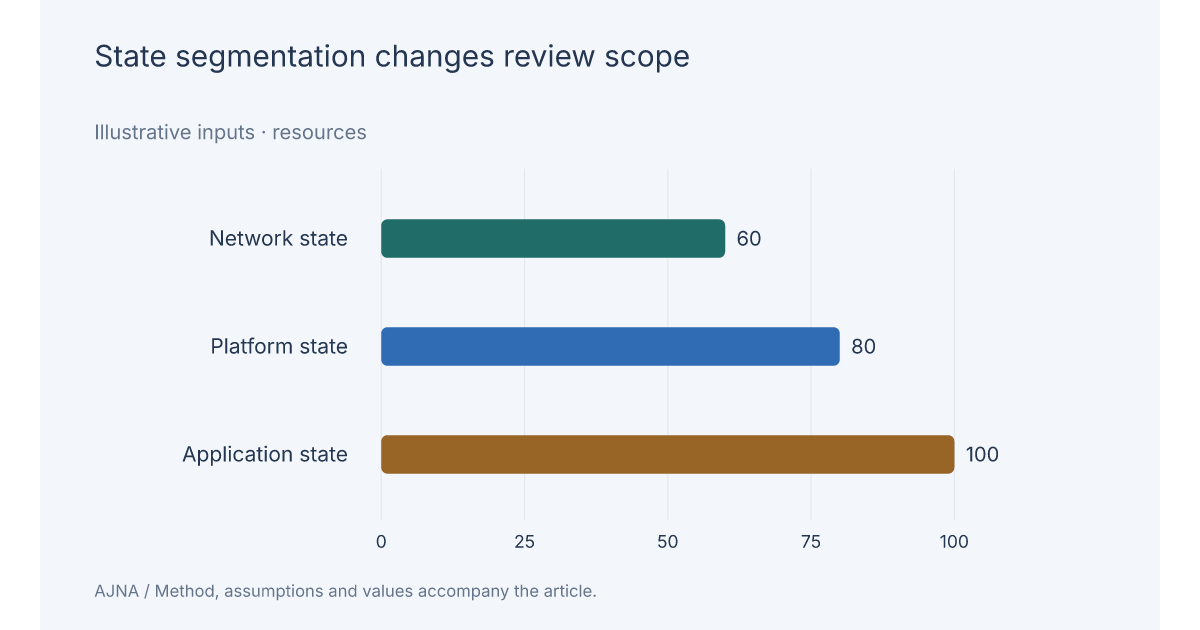 State segmentation changes review scope
Illustrative inputs · resources
Network state 60
Platform state 80
Application state 100
0 25 50 75 100
AJNA / Method, assumptions and values accompany the article.